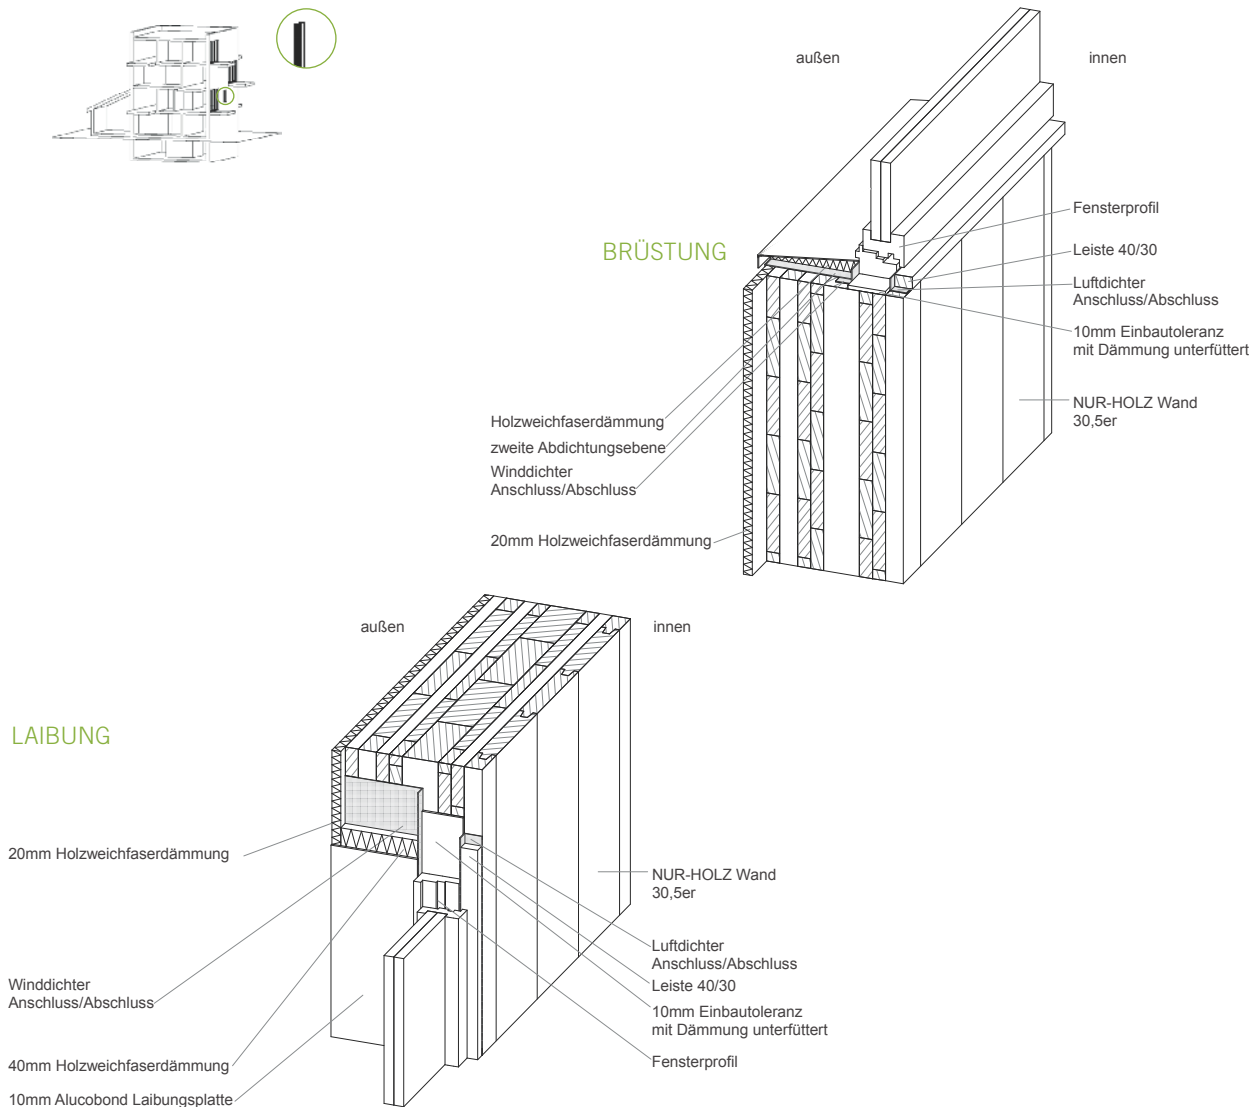 außen
innen
BRÜSTUNG
Fensterprofil
Leiste 40/30
Luftdichter
Anschluss/Abschluss
10mm Einbautoleranz
mit Dämmung unterfüttert
NUR-HOLZ Wand
30,5er
Holzweichfaserdämmung
zweite Abdichtungsebene
Winddichter
Anschluss/Abschluss
20mm Holzweichfaserdämmung
außen
innen
LAIBUNG
20mm Holzweichfaserdämmung
Winddichter
Anschluss/Abschluss
40mm Holzweichfaserdämmung
10mm Alucobond Laibungsplatte
NUR-HOLZ Wand
30,5er
Luftdichter
Anschluss/Abschluss
Leiste 40/30
10mm Einbautoleranz
mit Dämmung unterfüttert
Fensterprofil